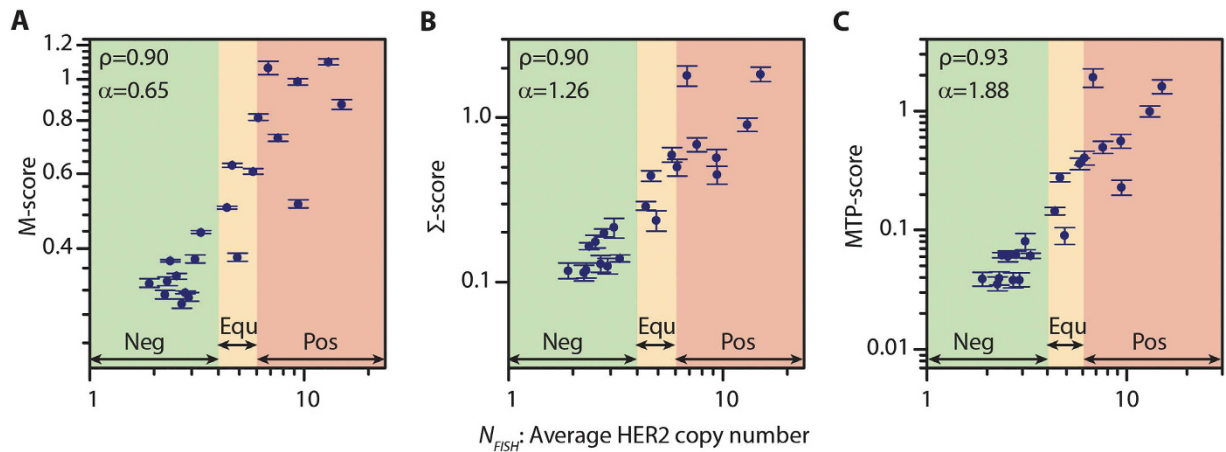 A
M-score
1.2
1
0.8
0.6
0.4
ρ=0.90
α=0.65
Neg
Equ
Pos
1
10
B
Σ-score
1.0
0.1
ρ=0.90
α=1.26
Neg
Equ
Pos
1
10
C
MTP-score
1
0.1
0.01
ρ=0.93
α=1.88
Neg
Equ
Pos
1
10
N_FISH: Average HER2 copy number